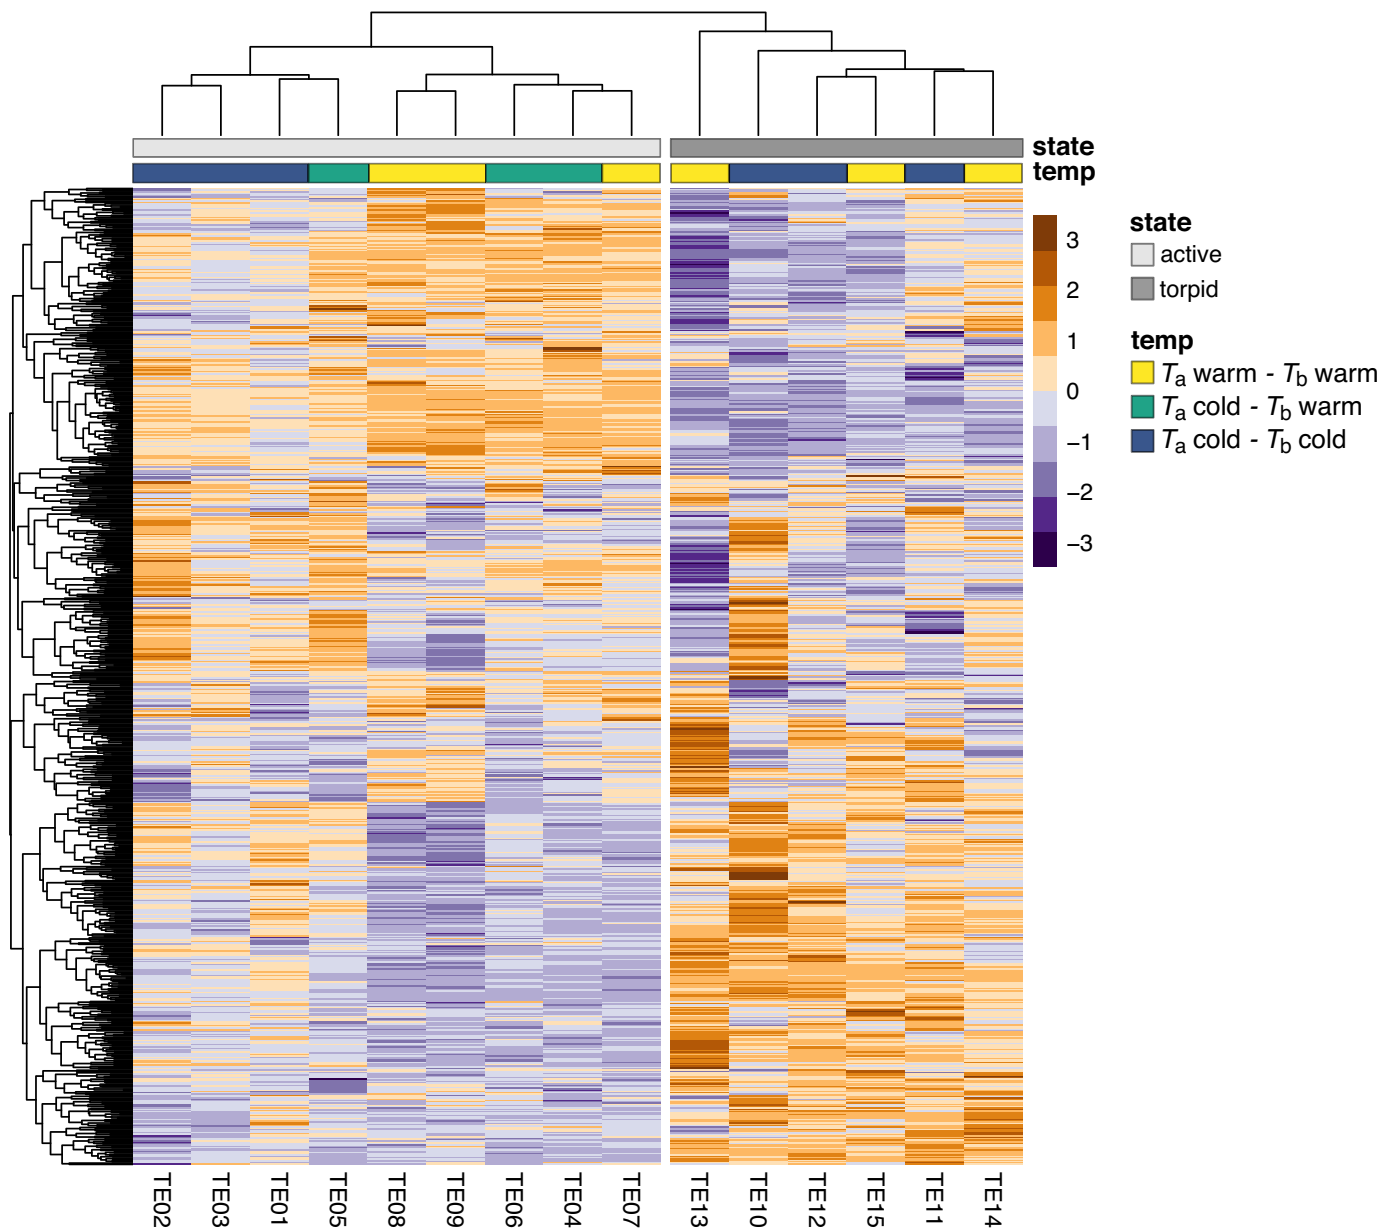 state
temp
3
2
1
0
−1
−2
−3
state
active
torpid
temp
Ta warm - Tb warm
Ta cold - Tb warm
Ta cold - Tb cold
TE02
TE03
TE01
TE05
TE08
TE09
TE06
TE04
TE07
TE13
TE10
TE12
TE15
TE11
TE14